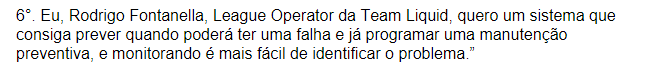 6°. Eu, Rodrigo Fontanella, League Operator da Team Liquid, quero um sistema que
consiga prever quando poderá ter uma falha e já programar uma manutenção
preventiva, e monitorando é mais fácil de identificar o problema.”